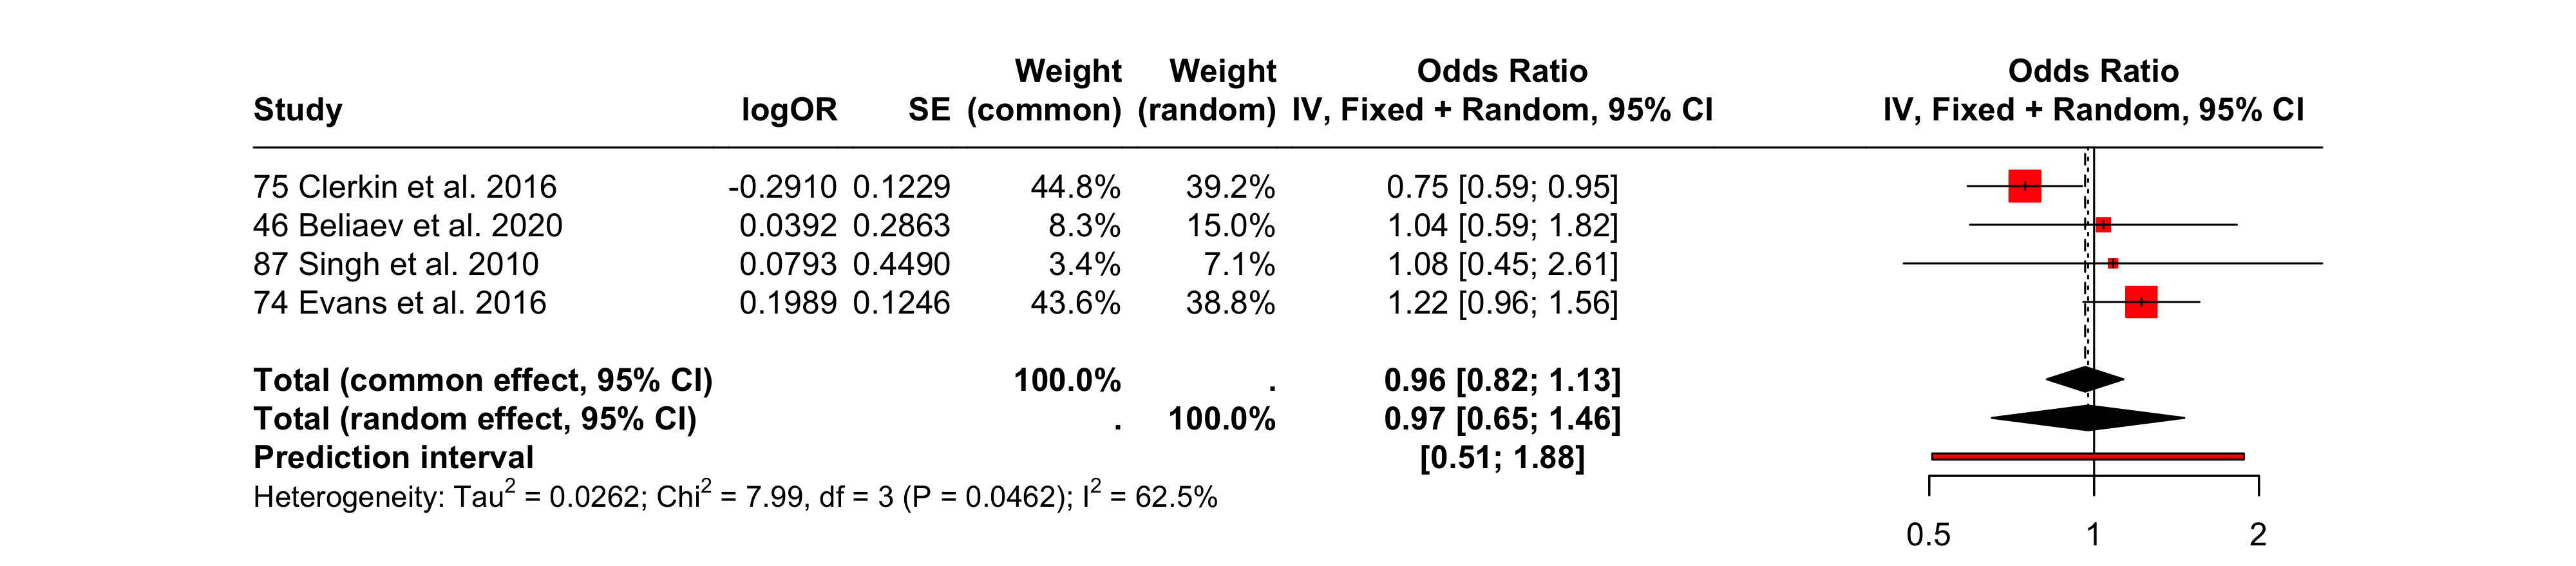 Weight Weight Odds Ratio Odds Ratio
Study logOR SE (common) (random) IV, Fixed + Random, 95% CI IV, Fixed + Random, 95% CI
75 Clerkin et al. 2016 -0.2910 0.1229 44.8% 39.2% 0.75 [0.59; 0.95]
46 Beliaev et al. 2020 0.0392 0.2863 8.3% 15.0% 1.04 [0.59; 1.82]
87 Singh et al. 2010 0.0793 0.4490 3.4% 7.1% 1.08 [0.45; 2.61]
74 Evans et al. 2016 0.1989 0.1246 43.6% 38.8% 1.22 [0.96; 1.56]
Total (common effect, 95% CI) 100.0% . 0.96 [0.82; 1.13]
Total (random effect, 95% CI) . 100.0% 0.97 [0.65; 1.46]
Prediction interval [0.51; 1.88]
Heterogeneity: Tau² = 0.0262; Chi² = 7.99, df = 3 (P = 0.0462); I² = 62.5%
0.5 1 2